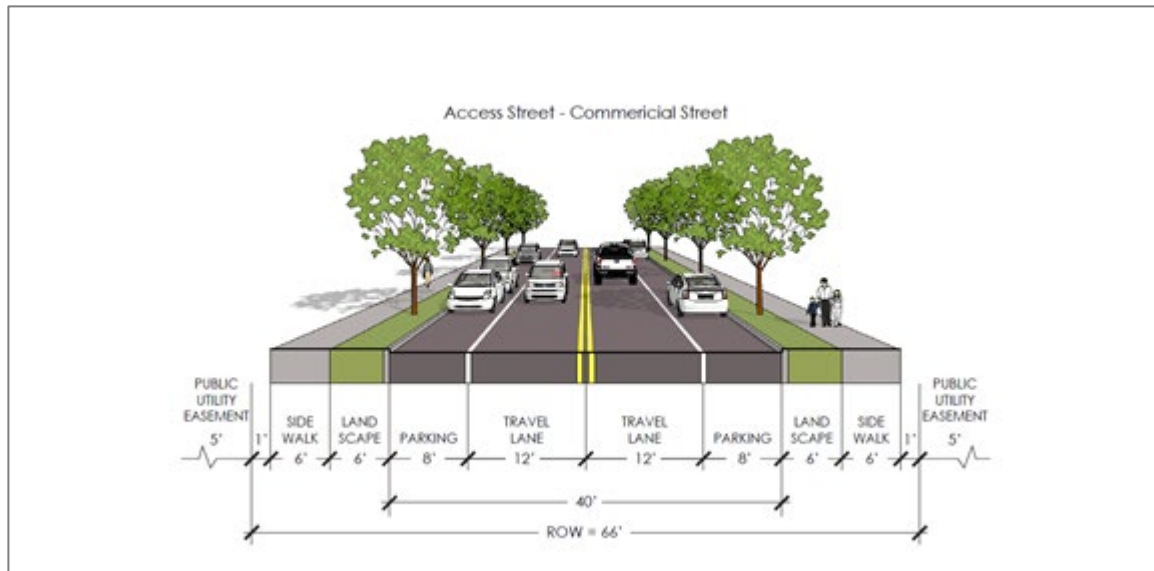 Access Street - Commericial Street
PUBLIC
UTILITY
EASEMENT
5'
1'
SIDE
WALK
6'
LAND
SCAPE
6'
PARKING
8'
TRAVEL
LANE
12'
TRAVEL
LANE
12'
PARKING
8'
LAND
SCAPE
6'
SIDE
WALK
6'
1'
PUBLIC
UTILITY
EASEMENT
5'
40'
ROW = 66'